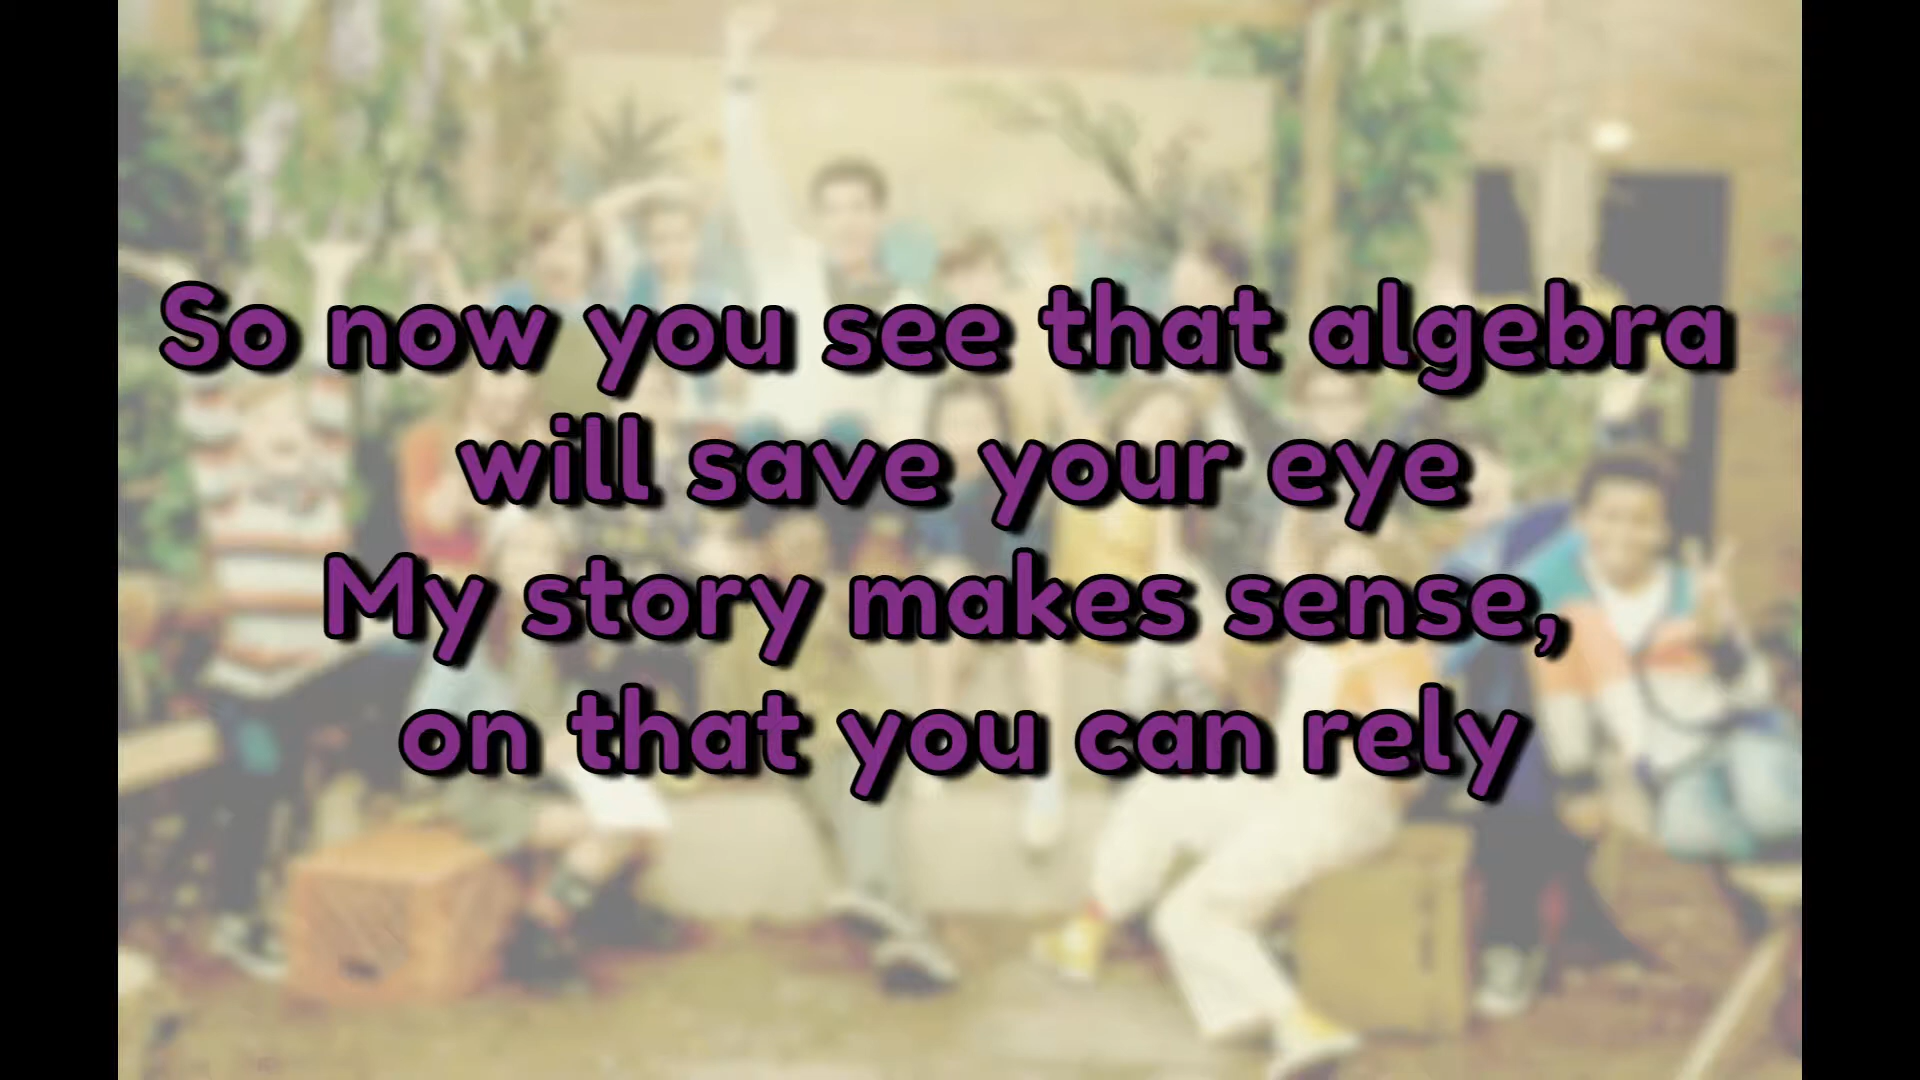 So now you see that algebra
will save your eye
My story makes sense,
on that you can rely